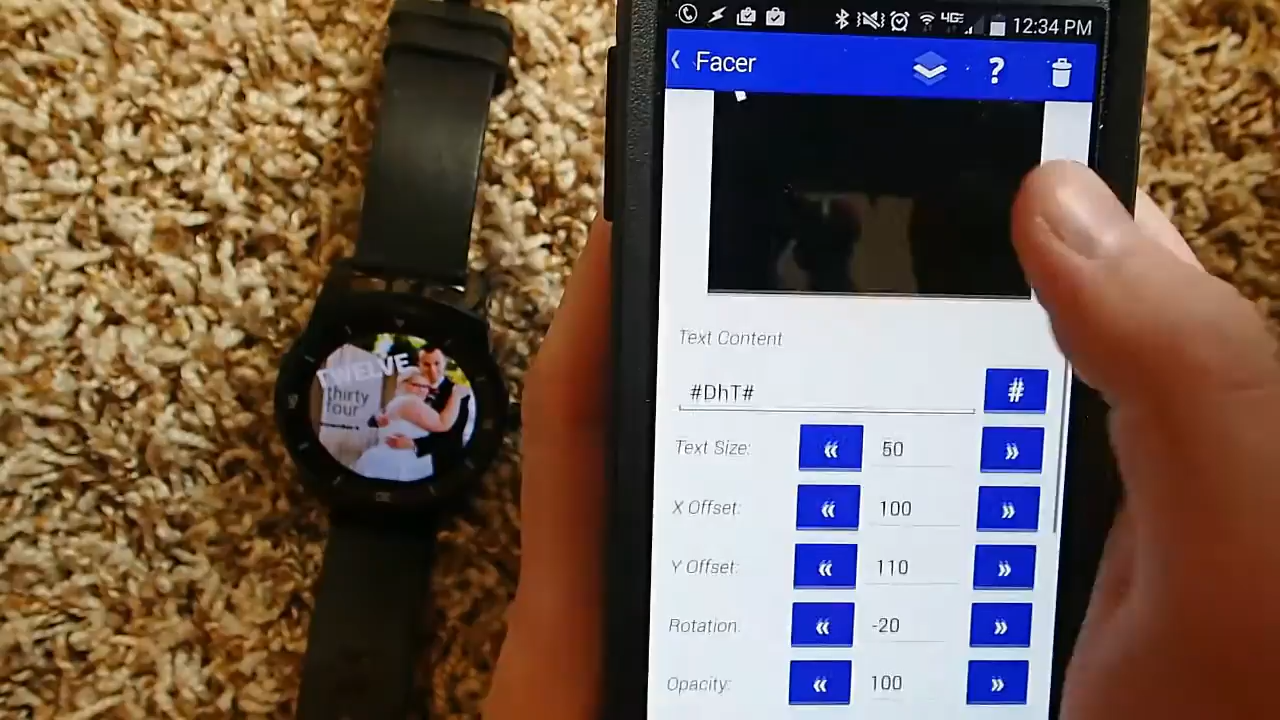 4G
12:34 PM
Facer
?
Text Content
#DhT#
#
Text Size:
«
50
»
X Offset:
«
100
»
Y Offset:
«
110
»
Rotation:
«
-20
»
Opacity:
«
100
»
TWELVE
thirty
four